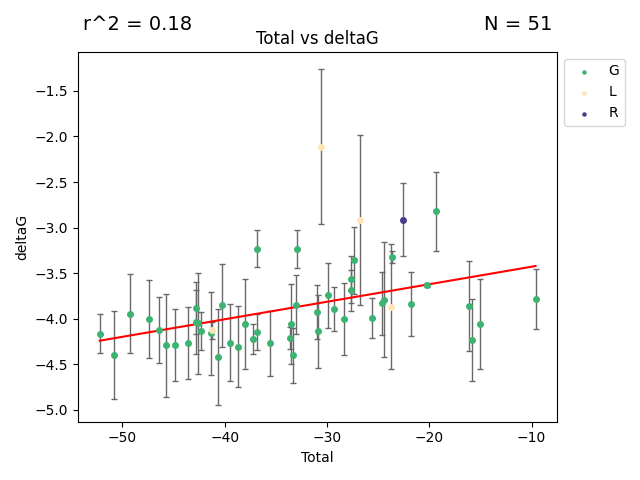 r^2 = 0.18
N = 51
Total vs deltaG
G
L
R
deltaG
−1.5
−2.0
−2.5
−3.0
−3.5
−4.0
−4.5
−5.0
−50
−40
−30
−20
−10
Total